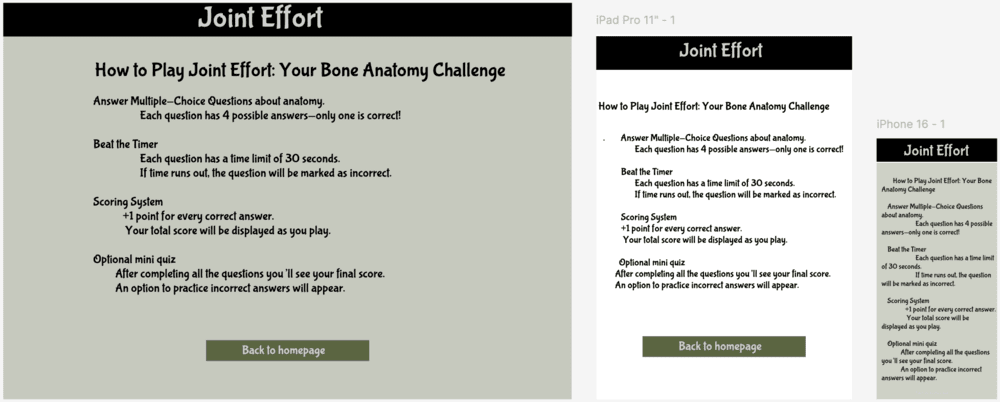 Joint Effort
How to Play Joint Effort: Your Bone Anatomy Challenge
Answer Multiple-Choice Questions about anatomy.
Each question has 4 possible answers—only one is correct!
Beat the Timer
Each question has a time limit of 30 seconds.
If time runs out, the question will be marked as incorrect.
Scoring System
+1 point for every correct answer.
Your total score will be displayed as you play.
Optional mini quiz
After completing all the questions you 'll see your final score.
An option to practice incorrect answers will appear.
Back to homepage
iPad Pro 11" - 1
Joint Effort
How to Play Joint Effort: Your Bone Anatomy Challenge
. Answer Multiple-Choice Questions about anatomy.
Each question has 4 possible answers—only one is correct!
Beat the Timer
Each question has a time limit of 30 seconds.
If time runs out, the question will be marked as incorrect.
Scoring System
+1 point for every correct answer.
Your total score will be displayed as you play.
Optional mini quiz
After completing all the questions you 'll see your final score.
An option to practice incorrect answers will appear.
Back to homepage
iPhone 16 - 1
Joint Effort
How to Play Joint Effort: Your Bone
Anatomy Challenge
Answer Multiple-Choice Questions
about anatomy.
Each question has 4 possible
answers—only one is correct!
Beat the Timer
Each question has a time limit
of 30 seconds.
If time runs out, the question
will be marked as incorrect.
Scoring System
+1 point for every correct answer.
Your total score will be
displayed as you play.
Optional mini quiz
After completing all the questions
you 'll see your final score.
An option to practice incorrect
answers will appear.